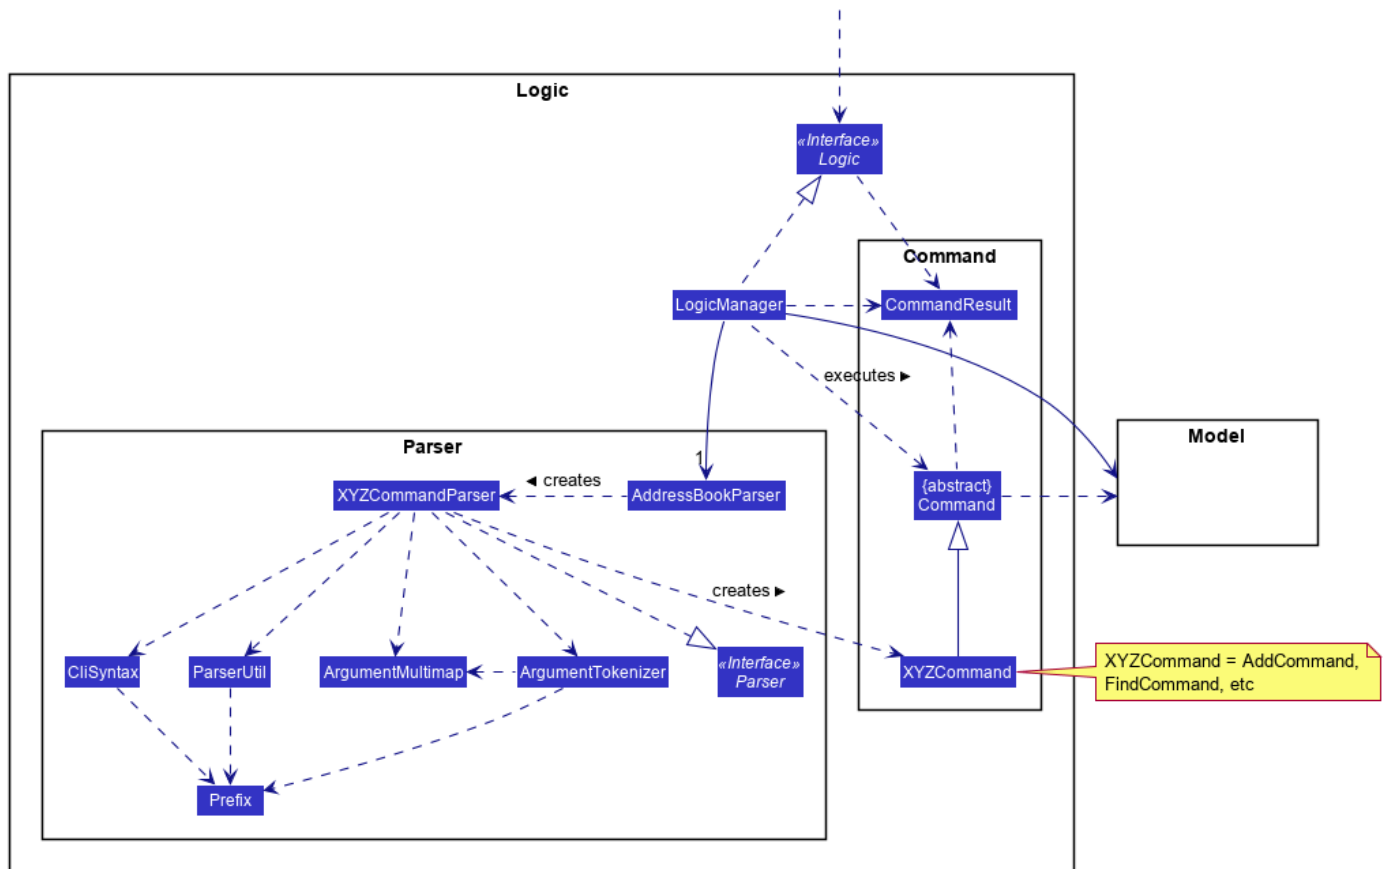 Logic
«Interface»
Logic
Command
LogicManager
CommandResult
executes ►
Model
Parser
1
{abstract}
Command
XYZCommandParser
◄ creates
AddressBookParser
creates ►
CliSyntax
ParserUtil
ArgumentMultimap
ArgumentTokenizer
«Interface»
Parser
XYZCommand
XYZCommand = AddCommand,
FindCommand, etc
Prefix